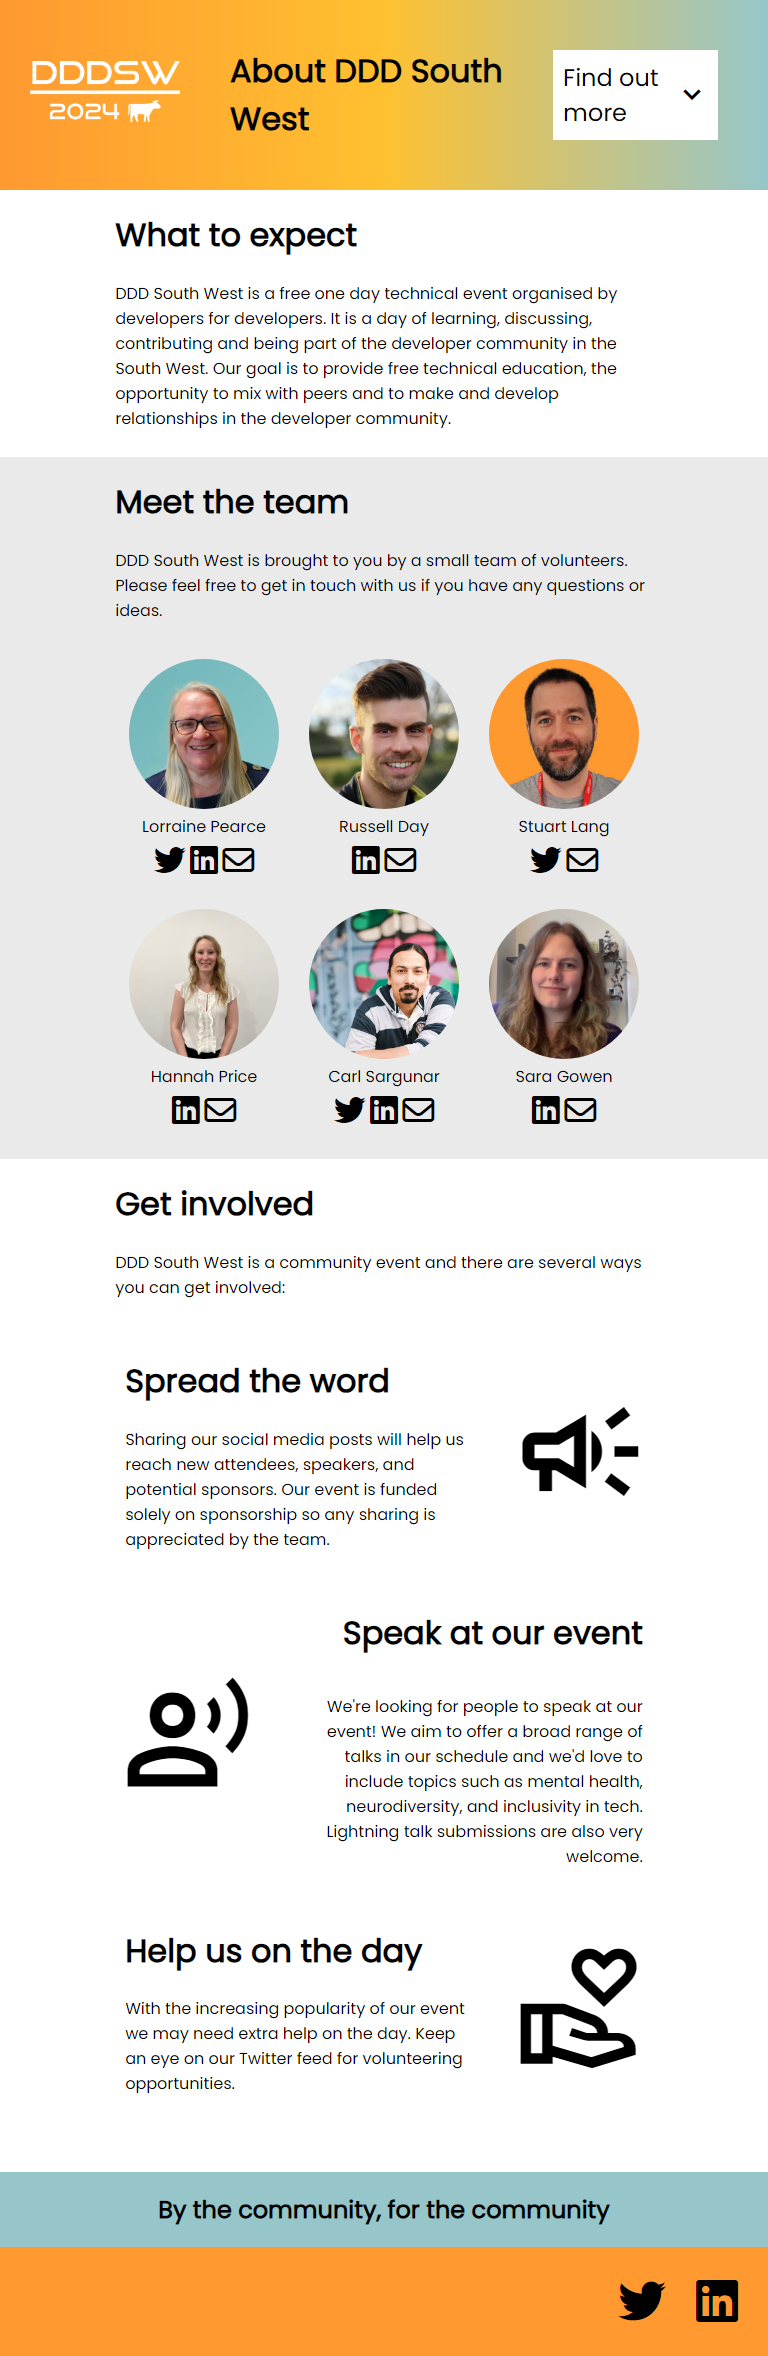 DDDSW
2024
About DDD South
West
Find out
more
What to expect
DDD South West is a free one day technical event organised by
developers for developers. It is a day of learning, discussing,
contributing and being part of the developer community in the
South West. Our goal is to provide free technical education, the
opportunity to mix with peers and to make and develop
relationships in the developer community.
Meet the team
DDD South West is brought to you by a small team of volunteers.
Please feel free to get in touch with us if you have any questions or
ideas.
Lorraine Pearce
Russell Day
Stuart Lang
in
in
Hannah Price
Carl Sargunar
Sara Gowen
in
in
in
Get involved
DDD South West is a community event and there are several ways
you can get involved:
Spread the word
Sharing our social media posts will help us
reach new attendees, speakers, and
potential sponsors. Our event is funded
solely on sponsorship so any sharing is
appreciated by the team.
Speak at our event
We're looking for people to speak at our
event! We aim to offer a broad range of
talks in our schedule and we'd love to
include topics such as mental health,
neurodiversity, and inclusivity in tech.
Lightning talk submissions are also very
welcome.
Help us on the day
With the increasing popularity of our event
we may need extra help on the day. Keep
an eye on our Twitter feed for volunteering
opportunities.
By the community, for the community
in